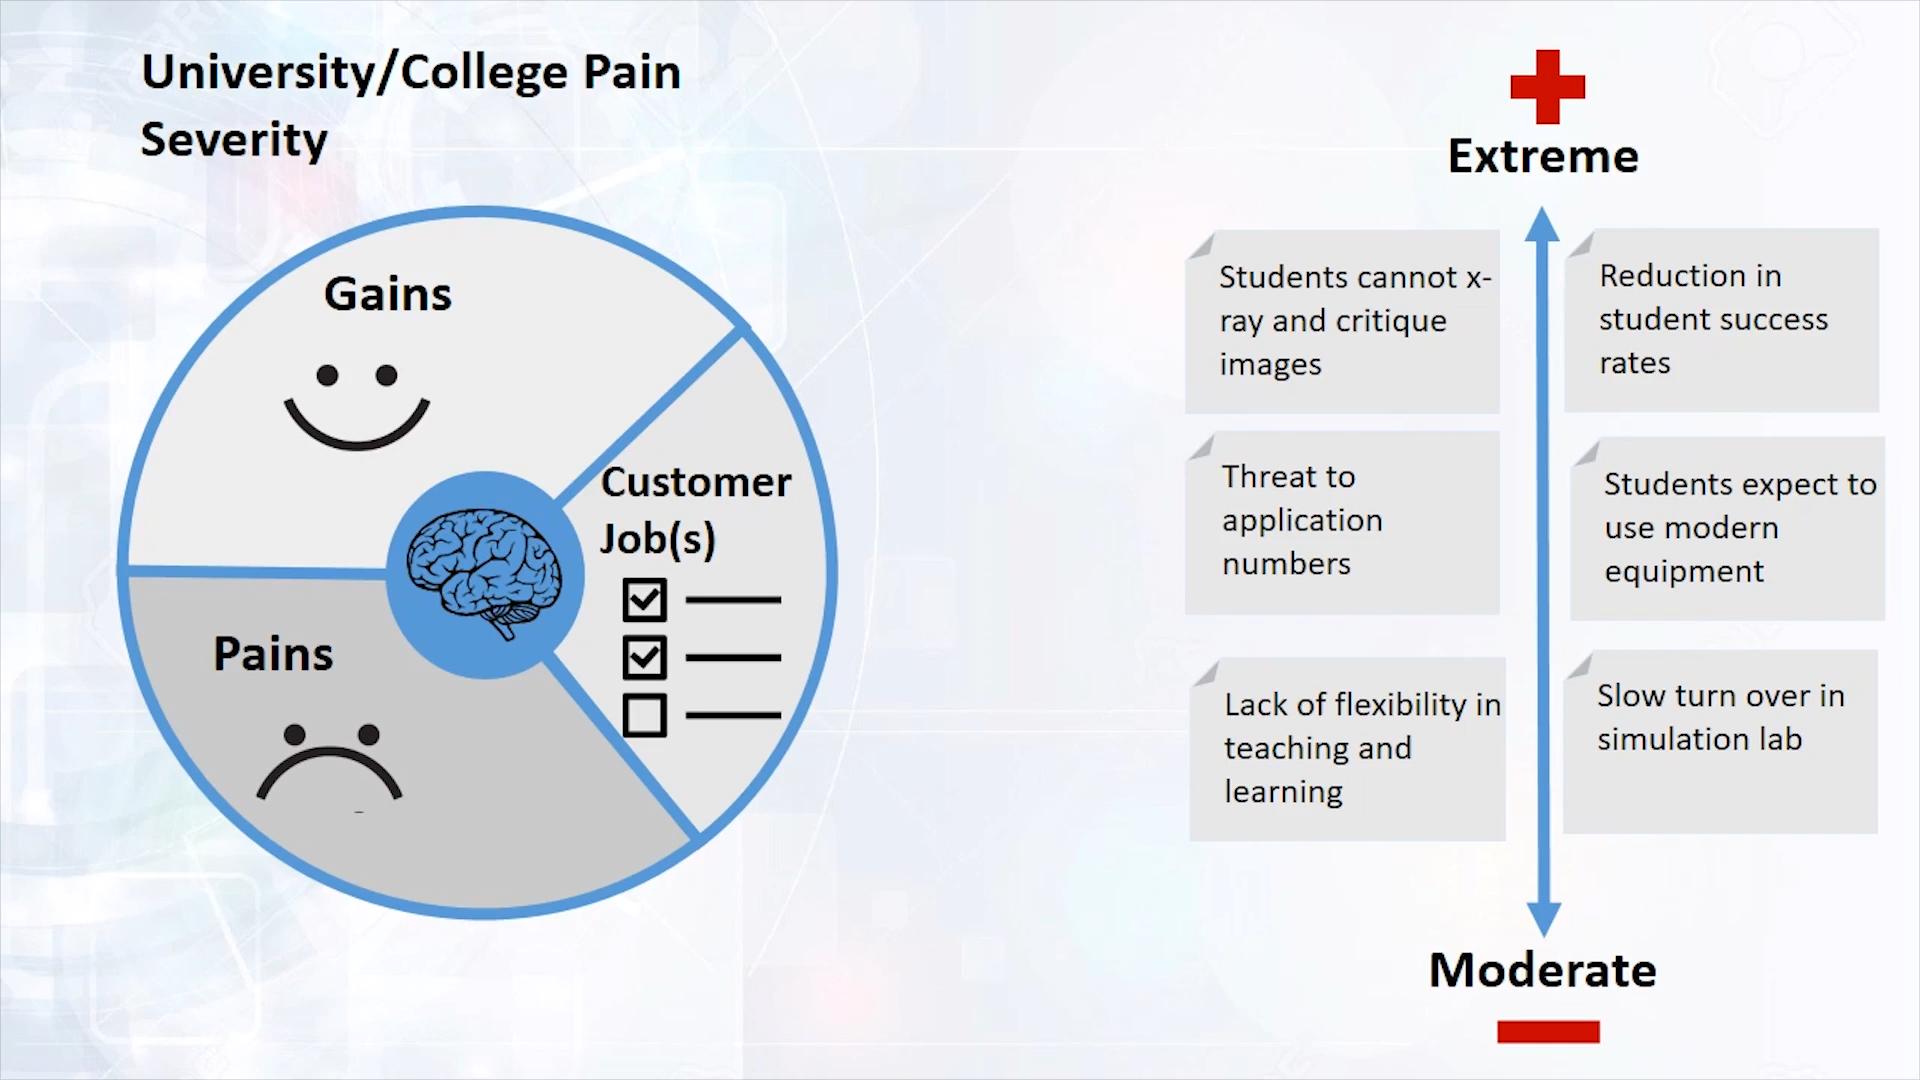 University/College Pain
Severity
Gains
Customer
Job(s)
Pains
Extreme
Students cannot x-
ray and critique
images
Reduction in
student success
rates
Threat to
application
numbers
Students expect to
use modern
equipment
Lack of flexibility in
teaching and
learning
Slow turn over in
simulation lab
Moderate